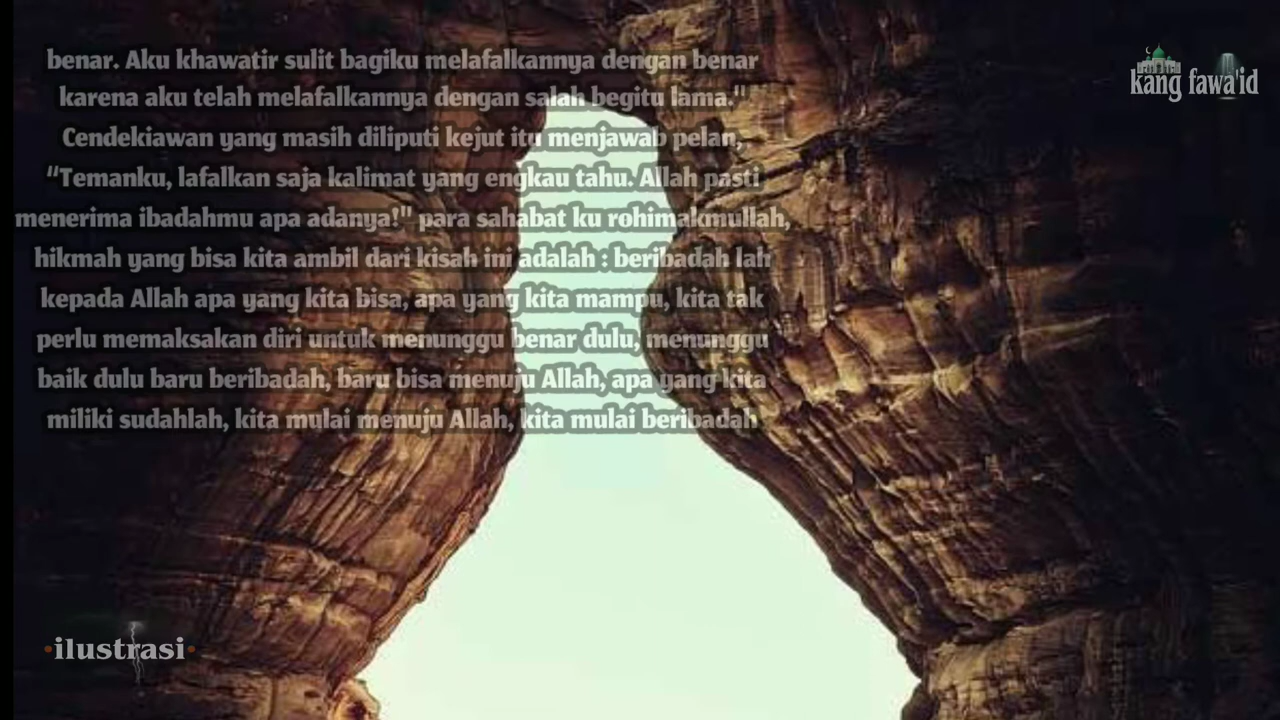 benar. Aku khawatir sulit bagiku melafalkannya dengan benar
karena aku telah melafalkannya dengan salah begitu lama."
Cendekiawan yang masih diliputi kejut itu menjawab pelan,
“Temanku, lafalkan saja kalimat yang engkau tahu. Allah pasti
menerima ibadahmu apa adanya!" para sahabat ku rohimakmullah,
hikmah yang bisa kita ambil dari kisah ini adalah : beribadah lah
kepada Allah apa yang kita bisa, apa yang kita mampu, kita tak
perlu memaksakan diri untuk menunggu benar dulu, menunggu
baik dulu baru beribadah, baru bisa menuju Allah, apa yang kita
miliki sudahlah, kita mulai menuju Allah, kita mulai beribadah
kang fawa'id
•ilustrasi•